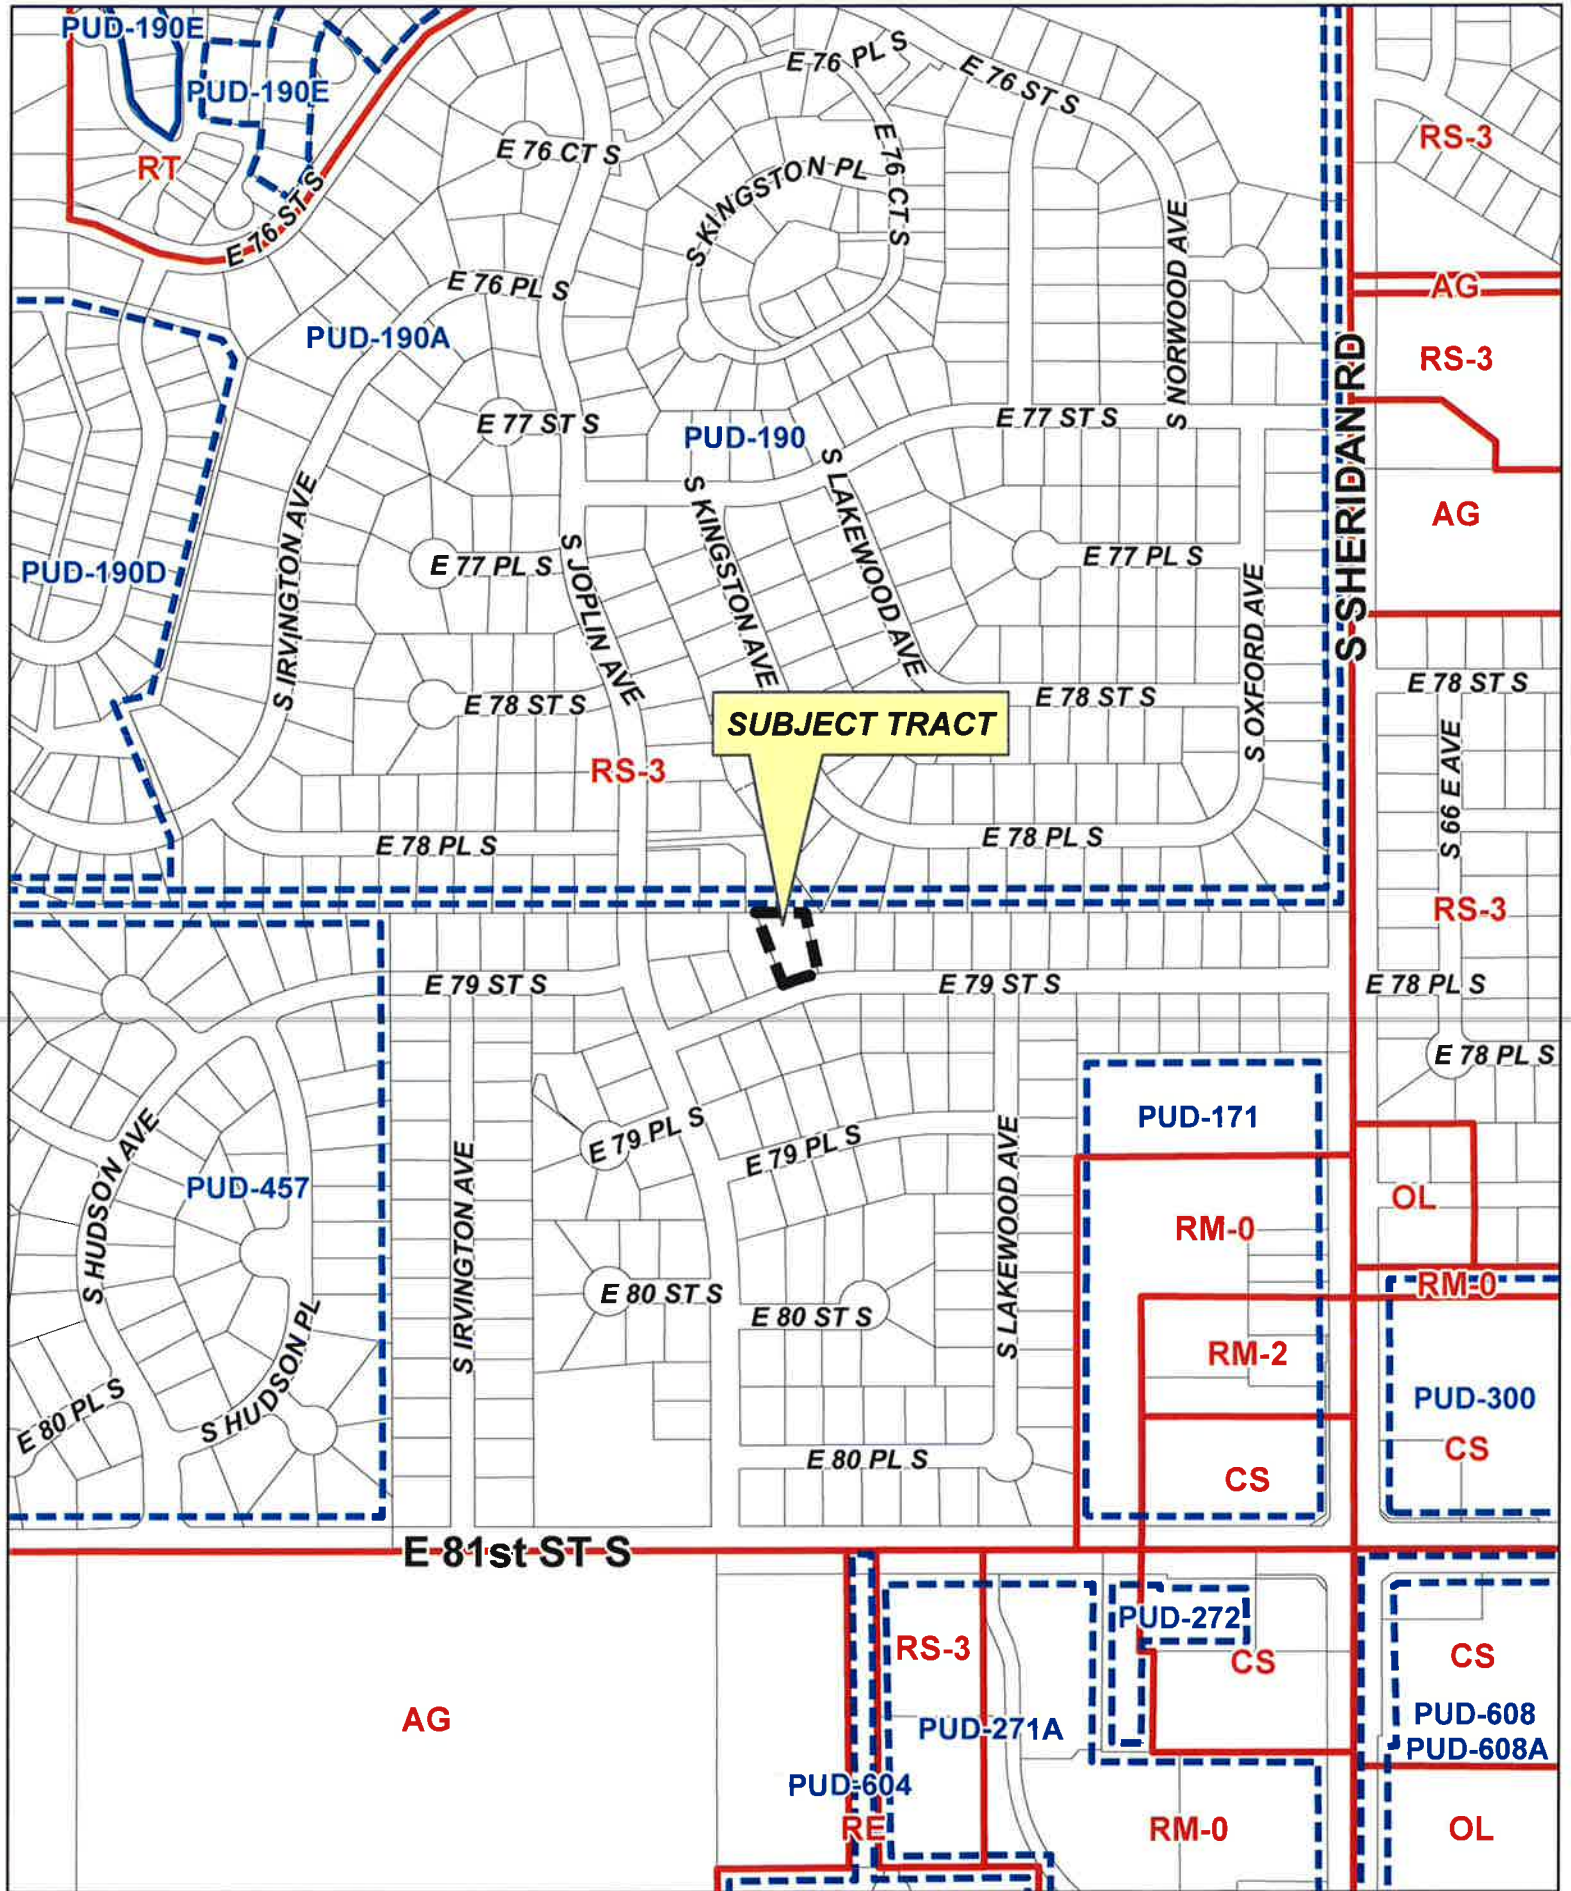 PUD-190E
E 76 PL S
E 76 ST S
PUD-190E
RS-3
E 76 CT S
E 76 CT S
RT
S KINGSTON PL
E 76 ST S
S NORWOOD AVE
E 76 PL S
AG
PUD-190A
RS-3
S SHERIDAN RD
E 77 ST S
PUD-190
E 77 ST S
S IRVINGTON AVE
S KINGSTON AVE
S LAKEWOOD AVE
AG
PUD-190D
E 77 PL S
S JOPLIN AVE
E 77 PL S
S OXFORD AVE
E 78 ST S
E 78 ST S
E 78 ST S
SUBJECT TRACT
RS-3
S 66 E AVE
E 78 PL S
E 78 PL S
RS-3
E 79 ST S
E 79 ST S
E 78 PL S
E 78 PL S
S HUDSON AVE
E 79 PL S
E 79 PL S
PUD-171
PUD-457
S IRVINGTON AVE
S LAKEWOOD AVE
OL
RM-0
E 80 ST S
E 80 ST S
RM-0
S HUDSON PL
RM-2
PUD-300
E 80 PL S
CS
E 80 PL S
CS
E 81st ST S
PUD-272
RS-3
CS
CS
AG
PUD-271A
PUD-608
PUD-608A
PUD-604
RE
RM-0
OL